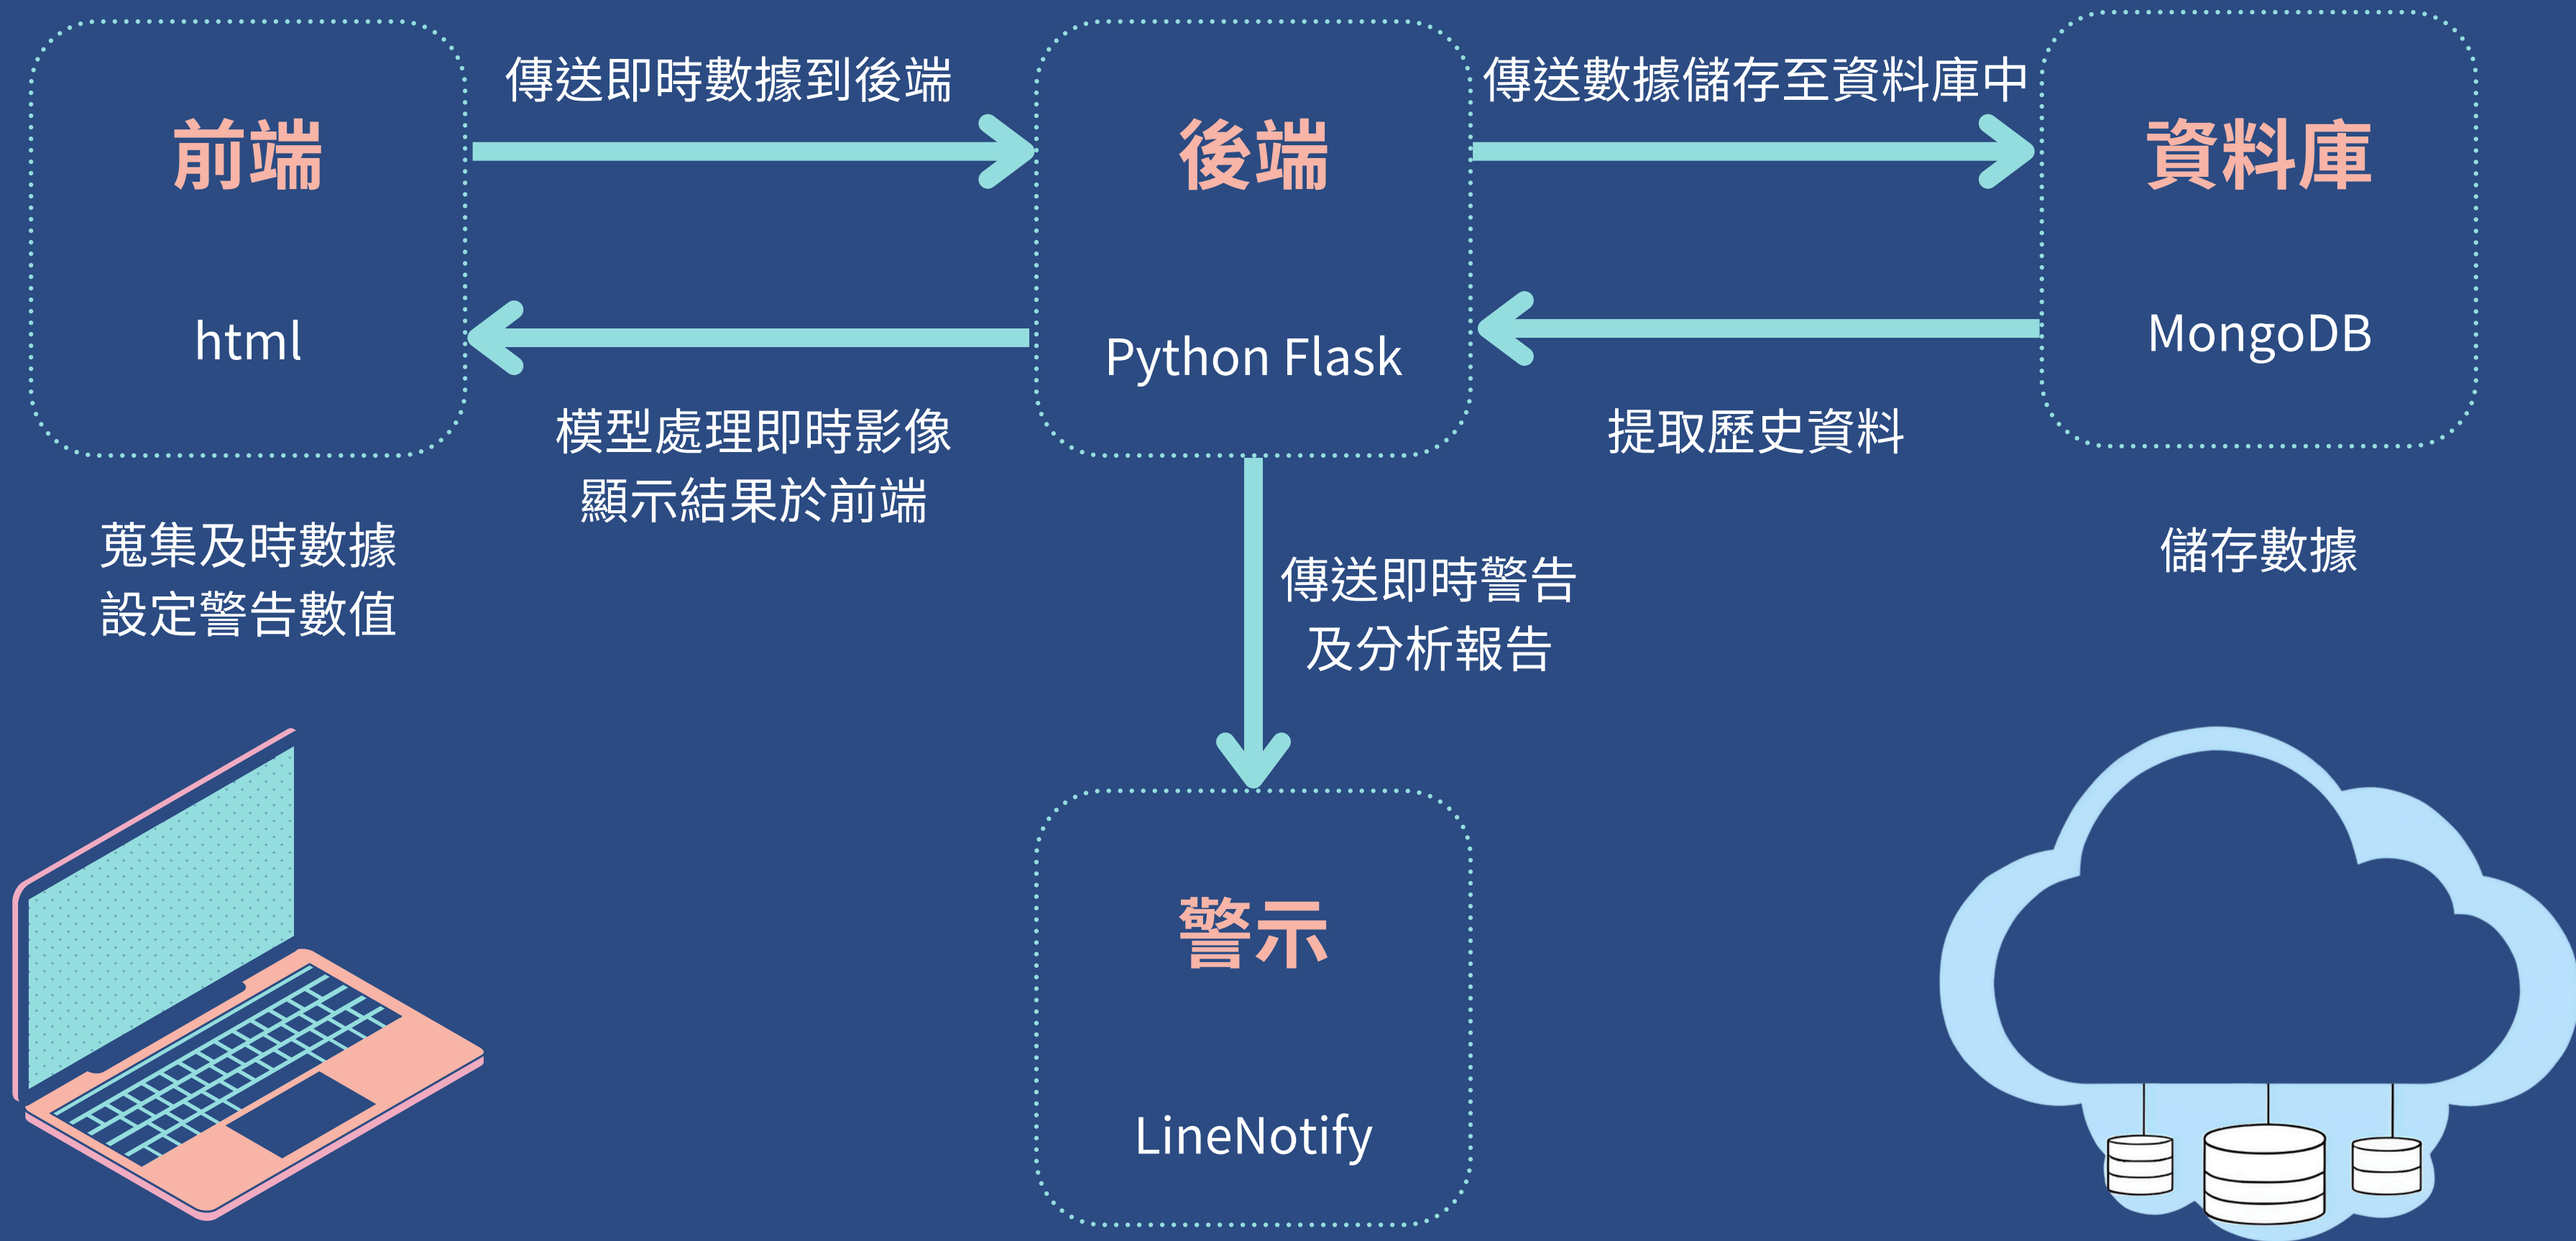 傳送即時數據到後端
傳送數據儲存至資料庫中
前端
後端
資料庫
html
Python Flask
MongoDB
模型處理即時影像
顯示結果於前端
提取歷史資料
蒐集及時數據
設定警告數值
儲存數據
傳送即時警告
及分析報告
警示
LineNotify